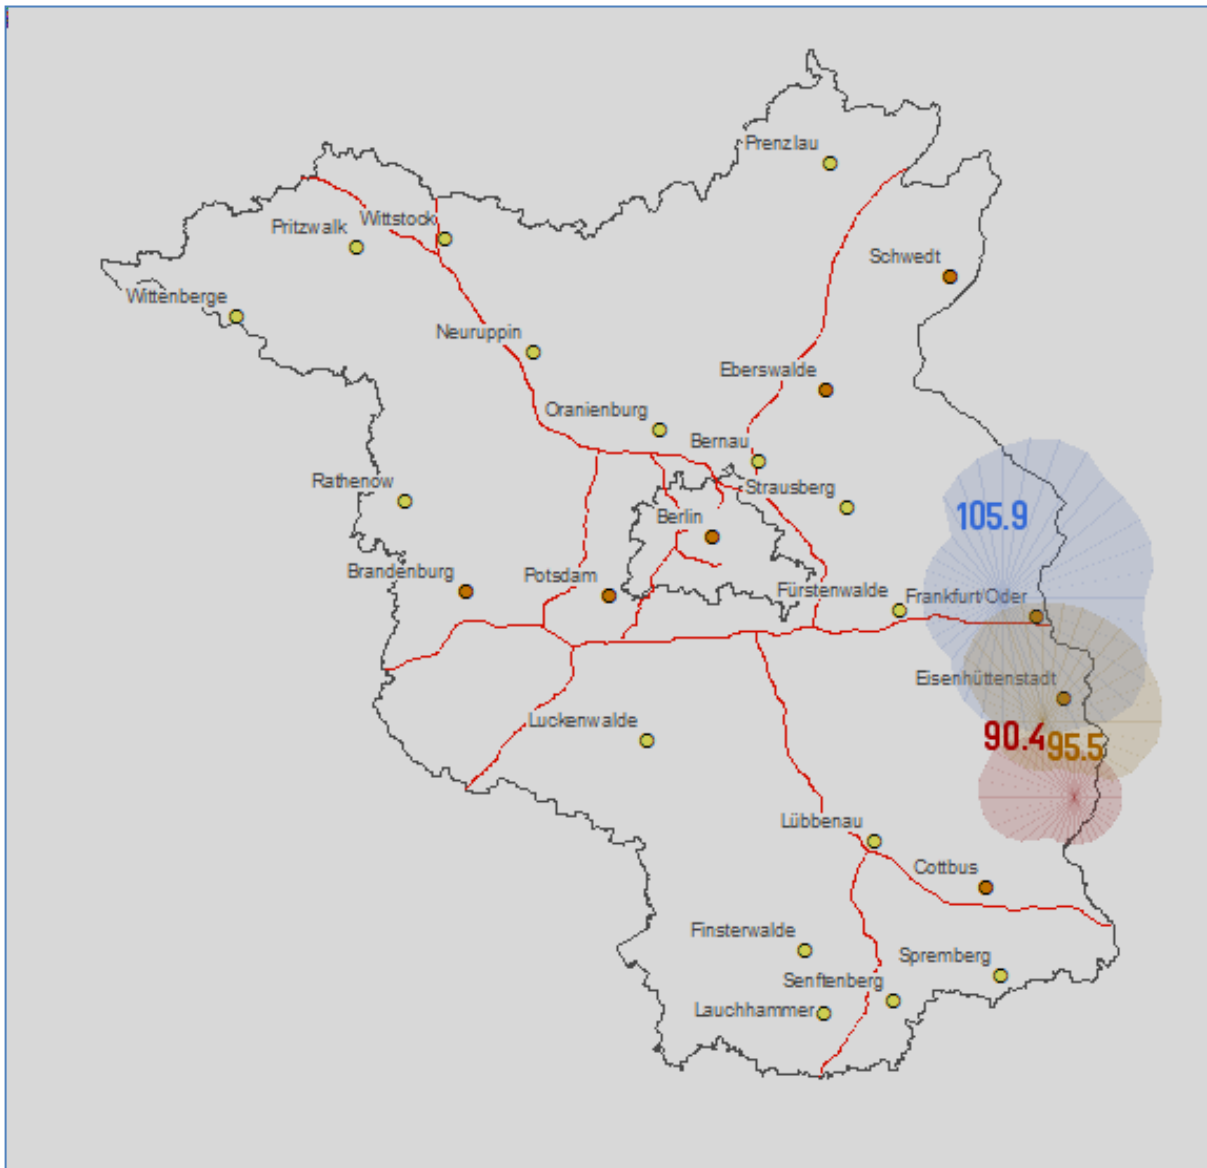 Prenzlau
Wittstock
Pritzwalk
Schwedt
Wittenberge
Neuruppin
Eberswalde
Oranienburg
Bernau
Rathenow
Strausberg
105.9
Berlin
Brandenburg
Potsdam
Fürstenwalde
Frankfurt/Oder
Eisenhüttenstadt
Luckenwalde
90.4
95.5
Lübbenau
Cottbus
Finsterwalde
Spremberg
Senftenberg
Lauchhammer